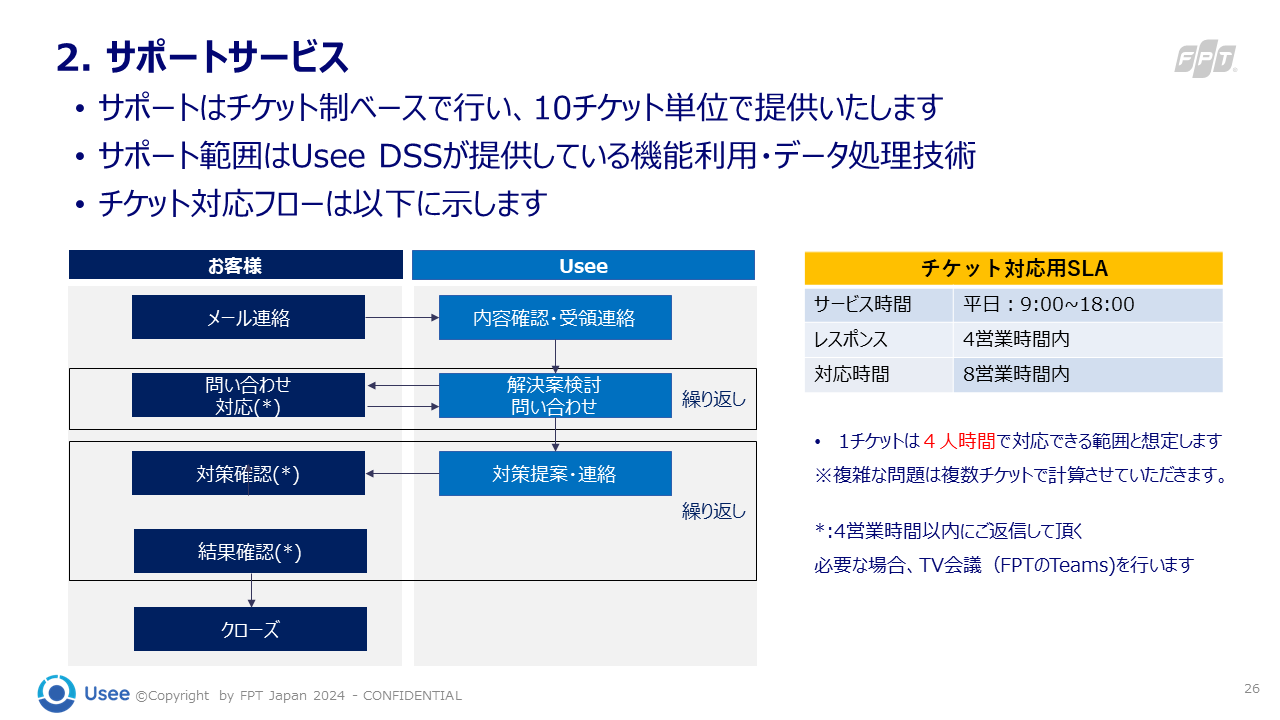 2. サポートサービス
FPT
• サポートはチケット制ベースで行い、10チケット単位で提供いたします
• サポート範囲はUsee DSSが提供している機能利用・データ処理技術
• チケット対応フローは以下に示します
お客様
Usee
メール連絡
内容確認・受領連絡
問い合わせ
対応(*)
解決案検討
問い合わせ
繰り返し
対策確認(*)
対策提案・連絡
繰り返し
結果確認(*)
クローズ
チケット対応用SLA
サービス時間 平日：9:00~18:00
レスポンス 4営業時間内
対応時間 8営業時間内
• 1チケットは４人時間で対応できる範囲と想定します
※複雑な問題は複数チケットで計算させていただきます。
*:4営業時間以内にご返信して頂く
必要な場合、TV会議（FPTのTeams)を行います
Usee ©Copyright by FPT Japan 2024 - CONFIDENTIAL
26